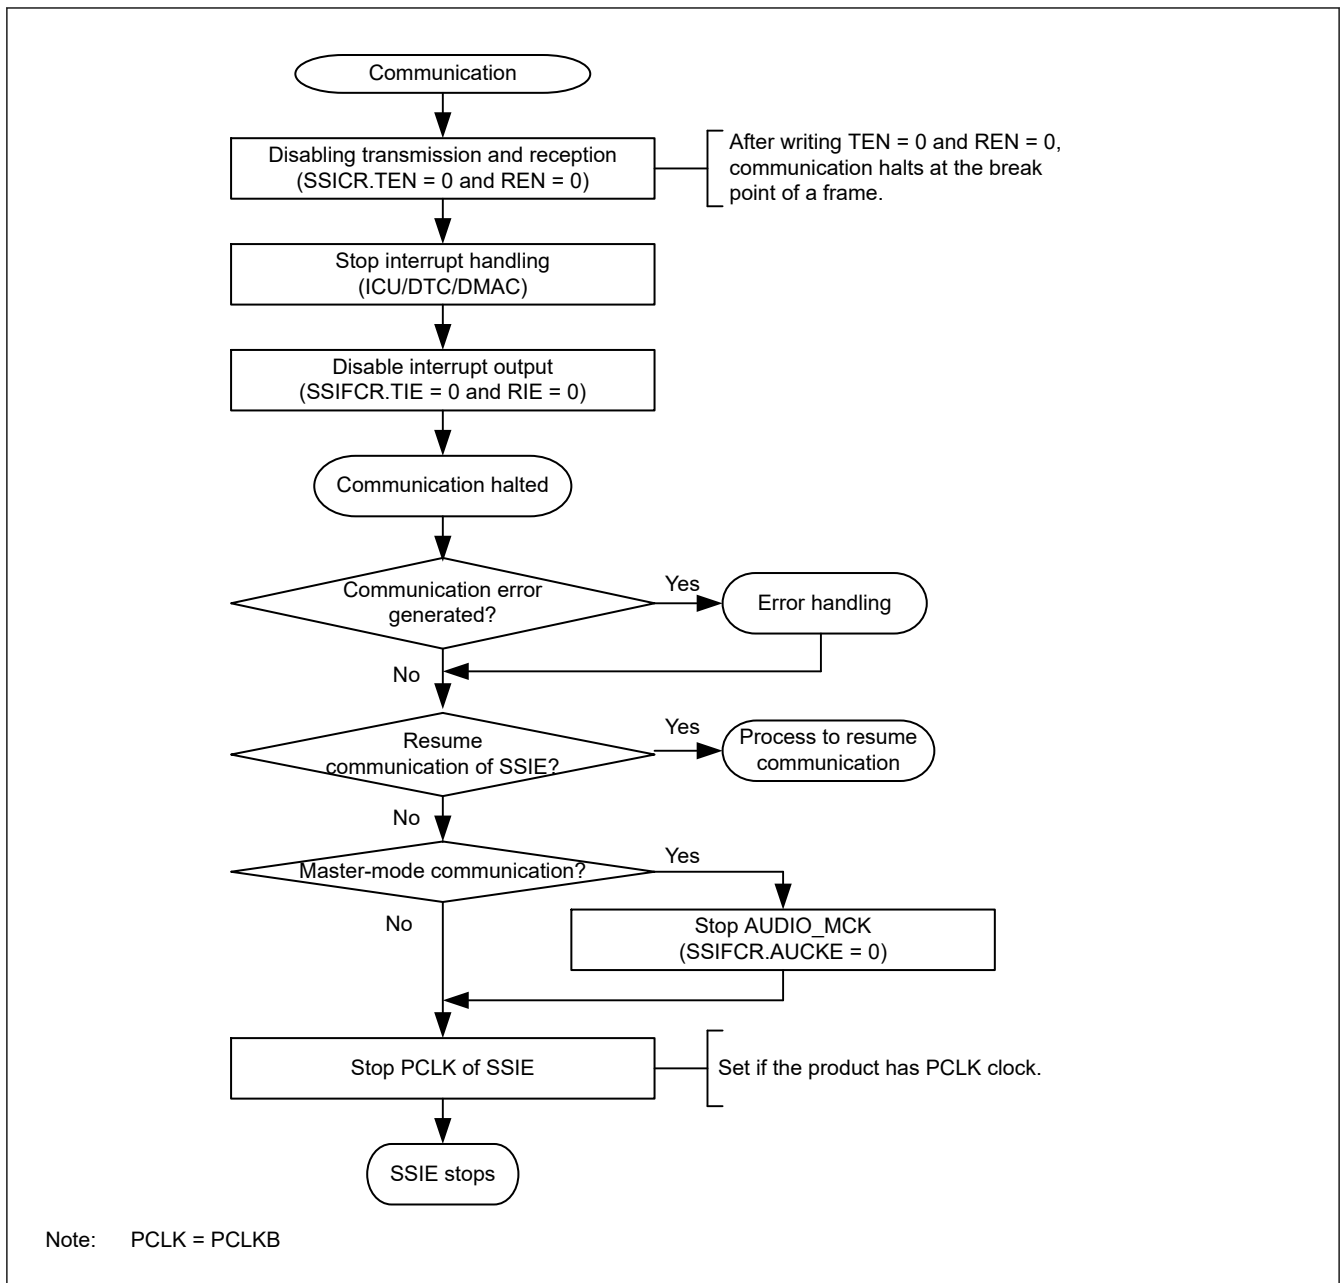 Communication
Disabling transmission and reception
(SSICR.TEN = 0 and REN = 0)
After writing TEN = 0 and REN = 0,
communication halts at the break
point of a frame.
Stop interrupt handling
(ICU/DTC/DMAC)
Disable interrupt output
(SSIFCR.TIE = 0 and RIE = 0)
Communication halted
Communication error
generated?
Yes
Error handling
No
Resume
communication of SSIE?
Yes
Process to resume
communication
No
Master-mode communication?
Yes
No
Stop AUDIO_MCK
(SSIFCR.AUCKE = 0)
Stop PCLK of SSIE
Set if the product has PCLK clock.
SSIE stops
Note: PCLK = PCLKB